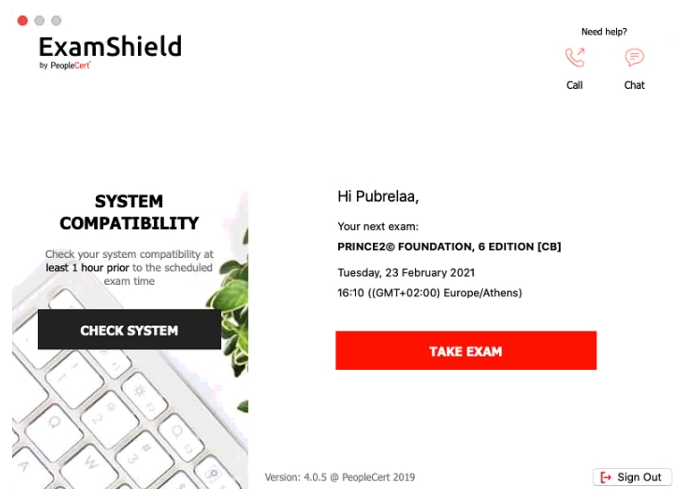 ExamShield
by PeopleCert
Need help?
Call
Chat
SYSTEM
COMPATIBILITY
Check your system compatibility at
least 1 hour prior to the scheduled
exam time
CHECK SYSTEM
Hi Pubrelaa,
Your next exam:
PRINCE2© FOUNDATION, 6 EDITION [CB]
Tuesday, 23 February 2021
16:10 ((GMT+02:00) Europe/Athens)
TAKE EXAM
Version: 4.0.5 @ PeopleCert 2019
Sign Out